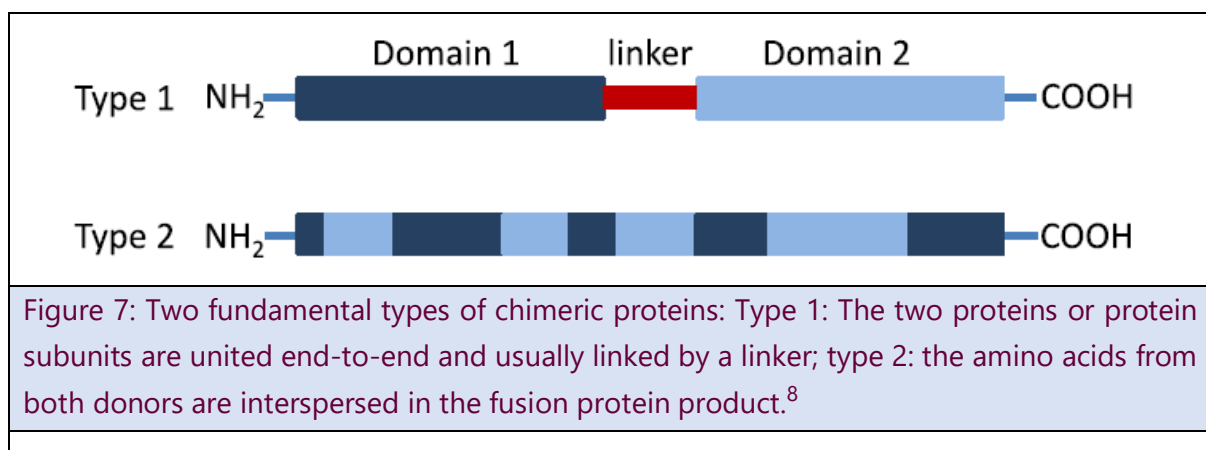 Domain 1 linker Domain 2
Type 1 NH2 COOH
Type 2 NH2 COOH
Figure 7: Two fundamental types of chimeric proteins: Type 1: The two proteins or protein
subunits are united end-to-end and usually linked by a linker; type 2: the amino acids from
both donors are interspersed in the fusion protein product.8